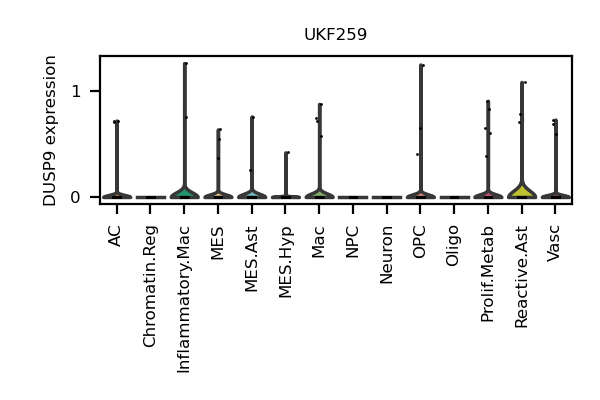 UKF259
DUSP9 expression
1
0
AC
Chromatin.Reg
Inflammatory.Mac
MES
MES.Ast
MES.Hyp
Mac
NPC
Neuron
OPC
Oligo
Prolif.Metab
Reactive.Ast
Vasc